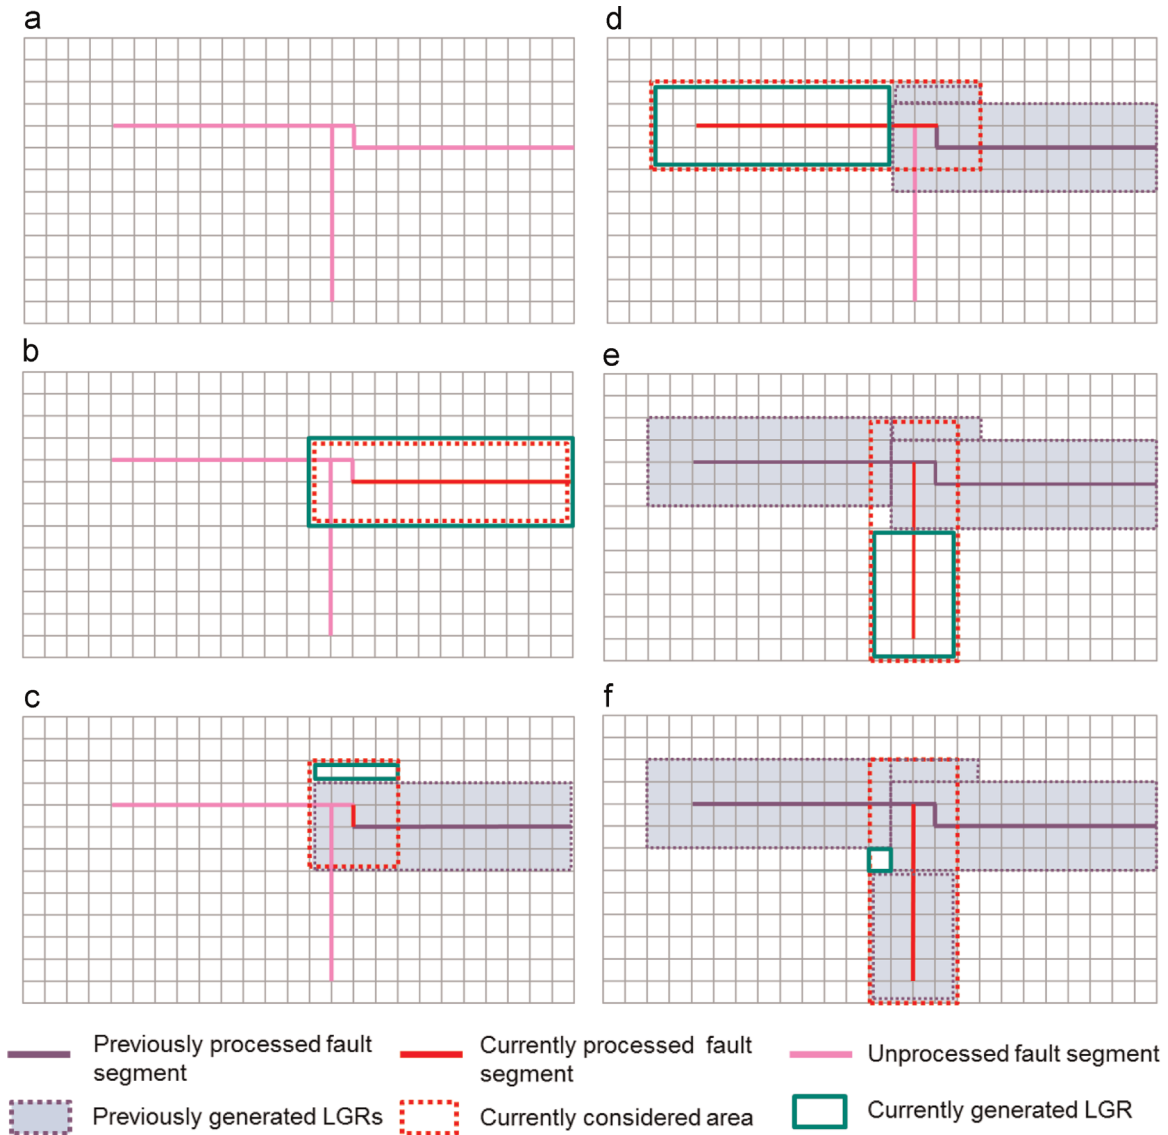 a
d
b
e
c
f
Previously processed fault
segment
Currently processed fault
segment
Unprocessed fault segment
Previously generated LGRs
Currently considered area
Currently generated LGR